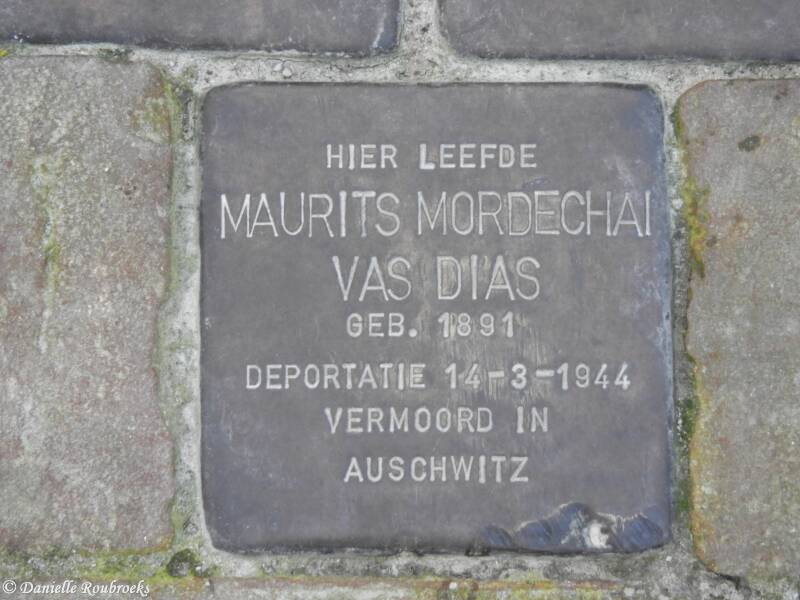 HIER LEEFDE
MAURITS MORDECHAI
VAS DIAS
GEB. 1891
DEPORTATIE 14-3-1944
VERMOORD IN
AUSCHWITZ
© Danielle Roubroeks